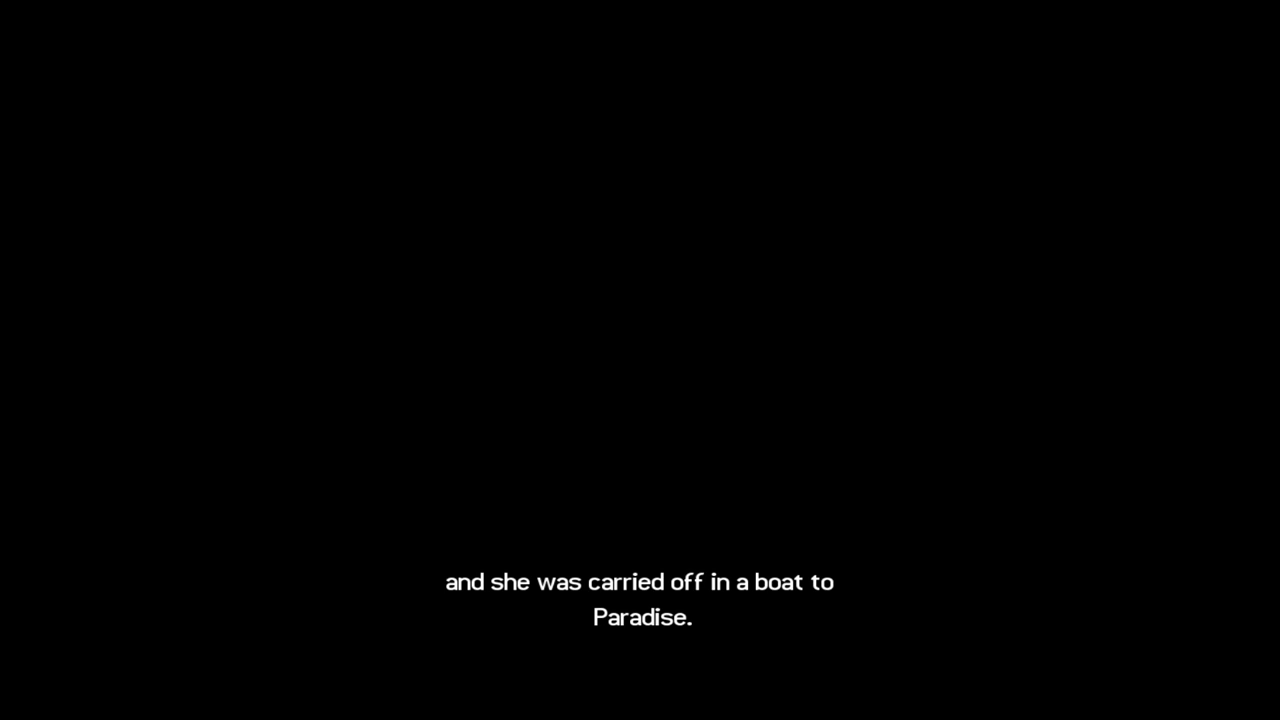 and she was carried off in a boat to
Paradise.